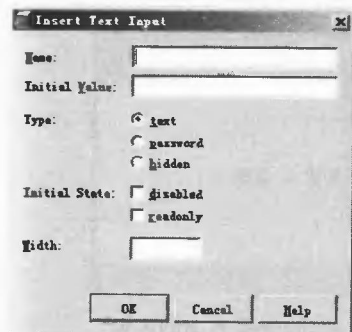 Insert Text Input
Name:
Initial Value:
Type:
text
password
hidden
Initial State:
disabled
readonly
Width:
OK
Cancel
Help